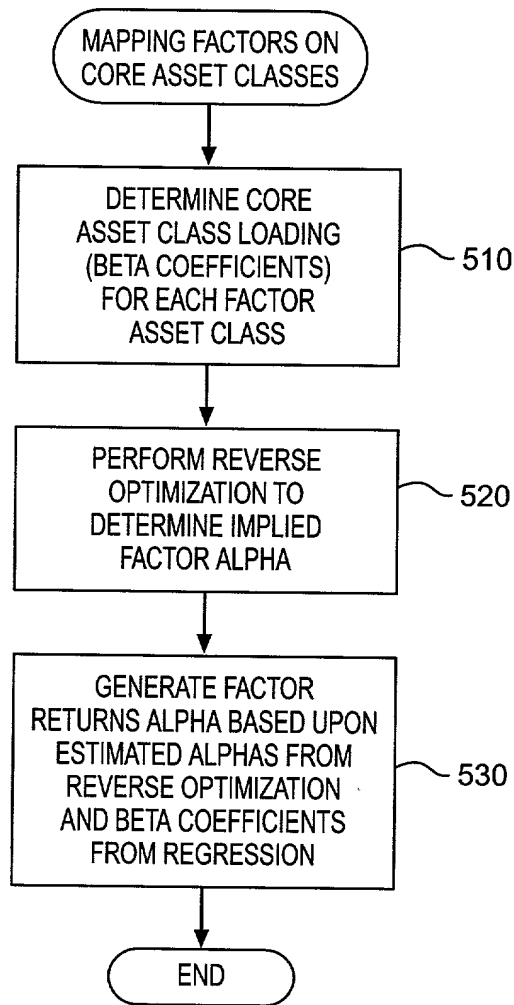 MAPPING FACTORS ON
CORE ASSET CLASSES
DETERMINE CORE
ASSET CLASS LOADING
(BETA COEFFICIENTS)
FOR EACH FACTOR
ASSET CLASS
510
PERFORM REVERSE
OPTIMIZATION TO
DETERMINE IMPLIED
FACTOR ALPHA
520
GENERATE FACTOR
RETURNS ALPHA BASED UPON
ESTIMATED ALPHAS FROM
REVERSE OPTIMIZATION
AND BETA COEFFICIENTS
FROM REGRESSION
530
END